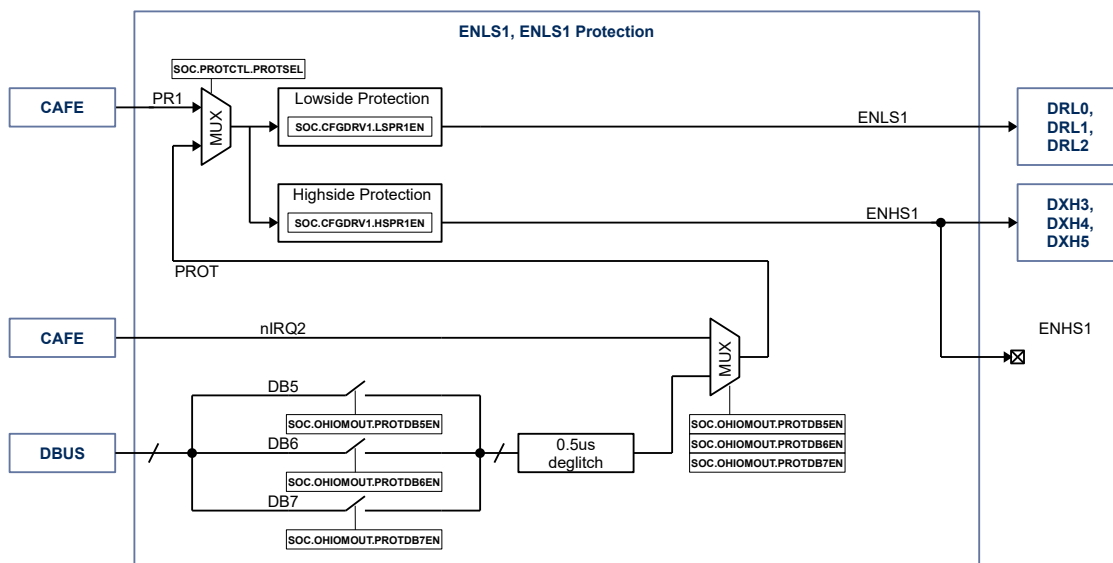 ENLS1, ENLS1 Protection
SOC.PROTCTL.PROTSEL
CAFE
PR1
MUX
Lowside Protection
SOC.CFGDRV1.LSPR1EN
ENLS1
DRL0,
DRL1,
DRL2
Highside Protection
SOC.CFGDRV1.HSPR1EN
ENHS1
DXH3,
DXH4,
DXH5
PROT
CAFE
nIRQ2
MUX
ENHS1
DB5
SOC.OHIOMOUT.PROTDB5EN
DBUS
DB6
SOC.OHIOMOUT.PROTDB6EN
DB7
SOC.OHIOMOUT.PROTDB7EN
0.5us
deglitch
SOC.OHIOMOUT.PROTDB5EN
SOC.OHIOMOUT.PROTDB6EN
SOC.OHIOMOUT.PROTDB7EN